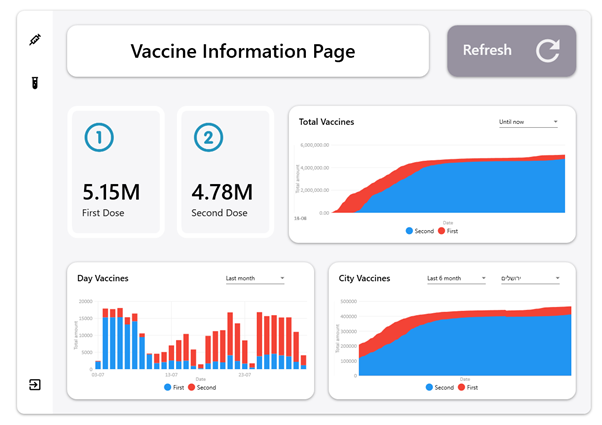 Vaccine Information Page
Refresh
1
2
5.15M
First Dose
4.78M
Second Dose
Total Vaccines
Until now
6,000,000.00
4,000,000.00
2,000,000.00
0.00
Total amount
18-08
Date
Second First
Day Vaccines
Last month
20000
15000
10000
5000
0
Total amount
03-07 13-07 23-07
Date
First Second
City Vaccines
Last 6 month
ירושלים
500000
400000
300000
200000
100000
0
Total amount
Date
Second First